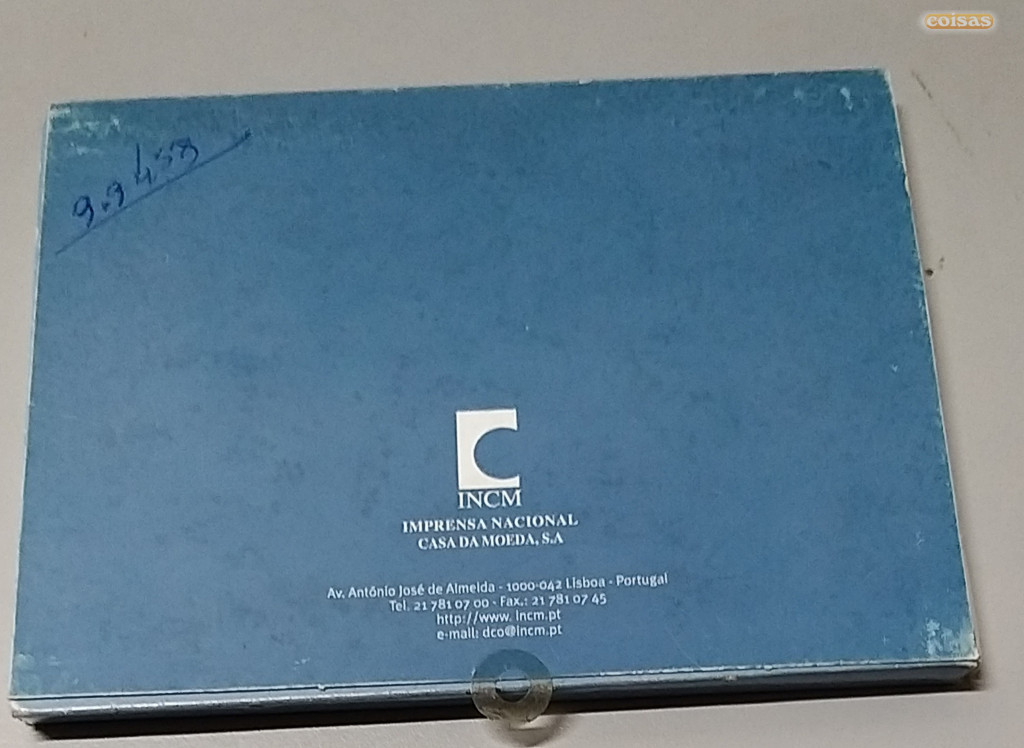 coisas
9.9458
INCM
IMPRENSA NACIONAL
CASA DA MOEDA, S.A
Av. António José de Almeida - 1000-042 Lisboa - Portugal
Tel. 21 781 07 00 - Fax.: 21 781 07 45
http://www. incm.pt
e-mail: dco@incm.pt